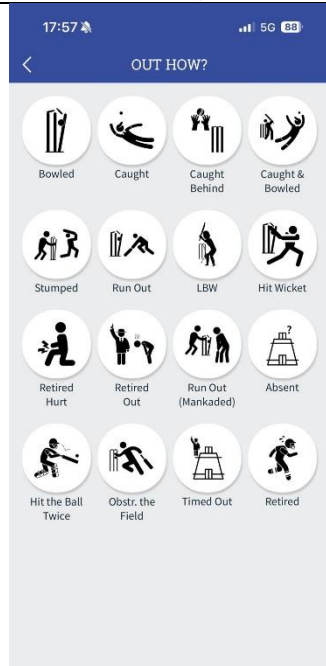 17:57 5G 88
OUT HOW?
Bowled Caught Caught Behind Caught & Bowled
Stumped Run Out LBW Hit Wicket
Retired Hurt Retired Out Run Out (Mankaded) Absent
?
Hit the Ball Twice Obstr. the Field Timed Out Retired